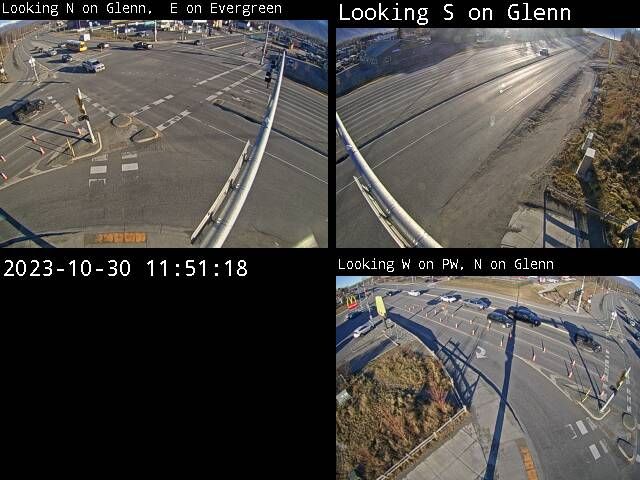 Looking N on Glenn, E on Evergreen
Looking S on Glenn
2023-10-30 11:51:18
Looking W on PW, N on Glenn